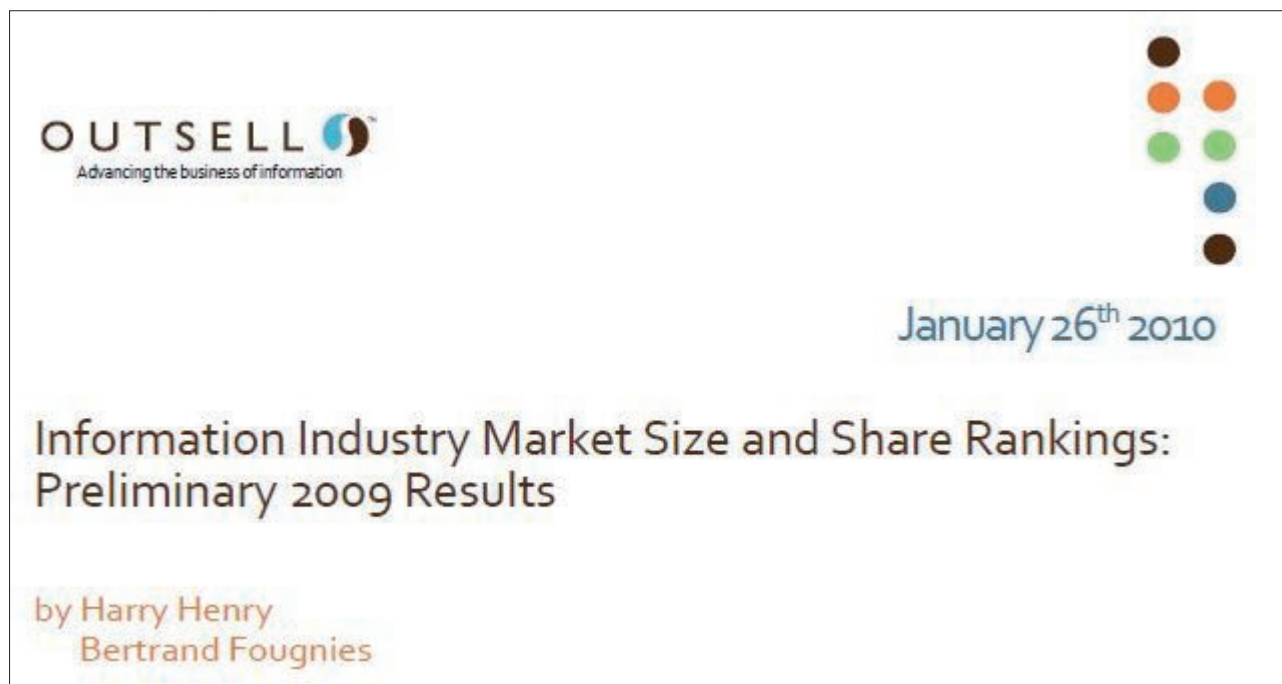 OUTSELL™
Advancing the business of information
January 26th 2010
Information Industry Market Size and Share Rankings:
Preliminary 2009 Results
by Harry Henry
Bertrand Fougnies